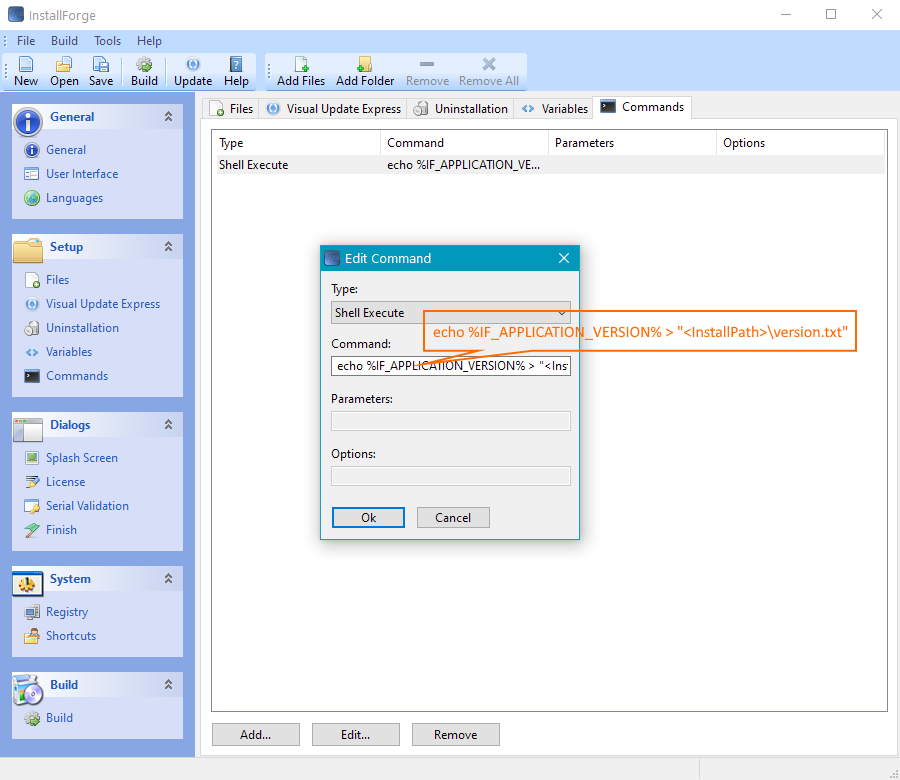 InstallForge
File Build Tools Help
New Open Save Build Update Help Add Files Add Folder Remove Remove All
General
General
User Interface
Languages
Setup
Files
Visual Update Express
Uninstallation
Variables
Commands
Dialogs
Splash Screen
License
Serial Validation
Finish
System
Registry
Shortcuts
Build
Build
Files Visual Update Express Uninstallation Variables Commands
Type Command Parameters Options
Shell Execute echo %IF_APPLICATION_VE...
Edit Command
Type:
Shell Execute
echo %IF_APPLICATION_VERSION% > "<InstallPath>\version.txt"
Command:
echo %IF_APPLICATION_VERSION% > "<Ins
Parameters:
Options:
Ok Cancel
Add... Edit... Remove